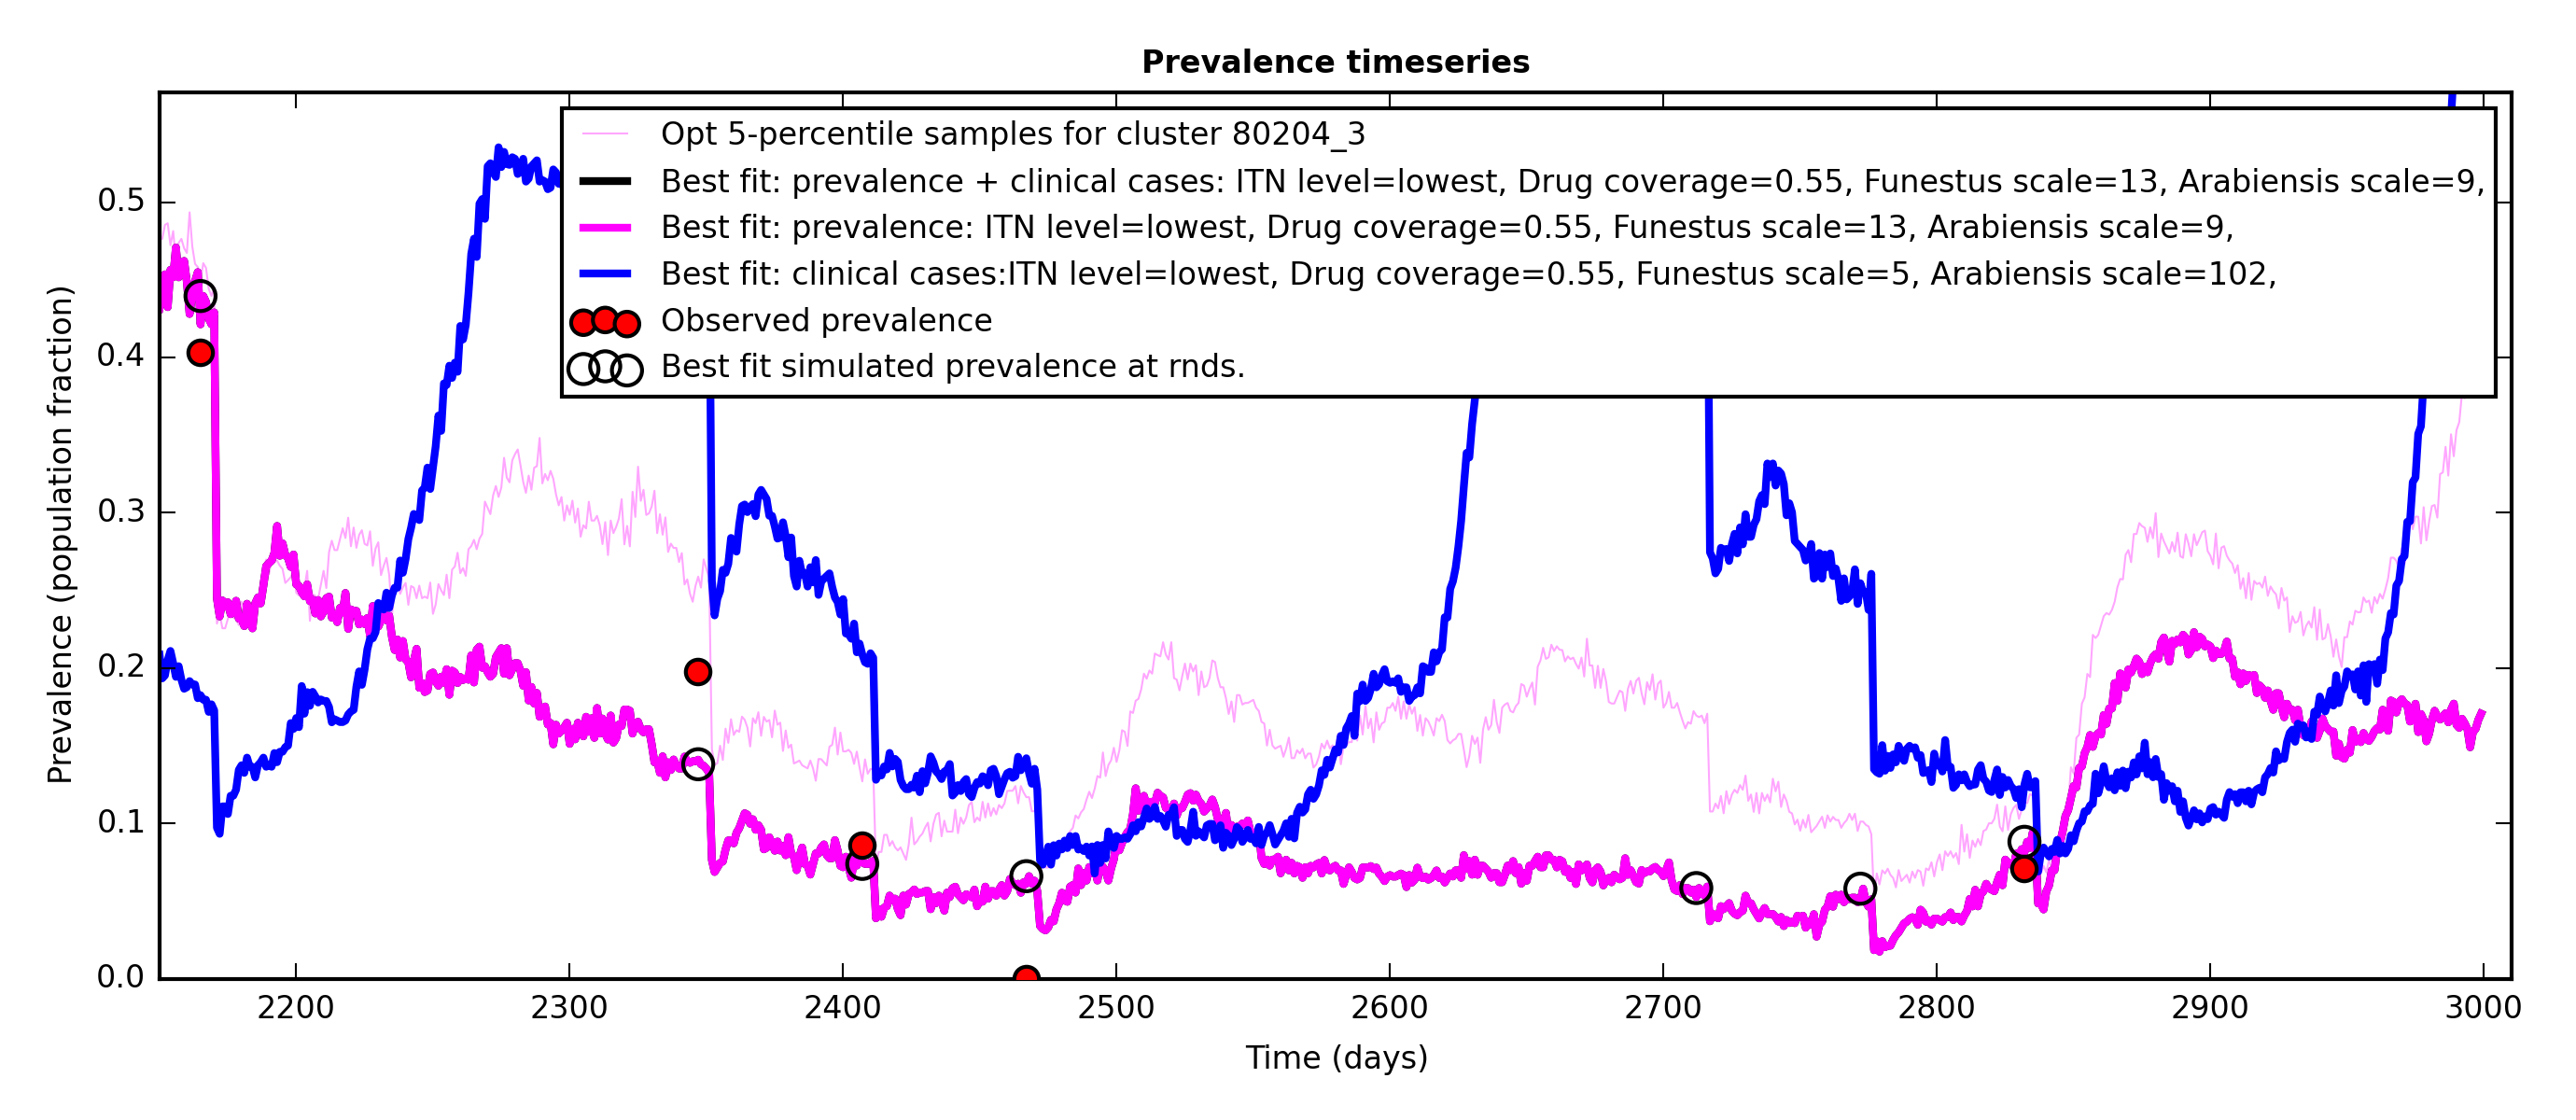 Prevalence timeseries
Opt 5-percentile samples for cluster 80204_3
Best fit: prevalence + clinical cases: ITN level=lowest, Drug coverage=0.55, Funestus scale=13, Arabiensis scale=9,
Best fit: prevalence: ITN level=lowest, Drug coverage=0.55, Funestus scale=13, Arabiensis scale=9,
Best fit: clinical cases:ITN level=lowest, Drug coverage=0.55, Funestus scale=5, Arabiensis scale=102,
Observed prevalence
Best fit simulated prevalence at rnds.
Prevalence (population fraction)
0.5
0.4
0.3
0.2
0.1
0.0
2200 2300 2400 2500 2600 2700 2800 2900 3000
Time (days)